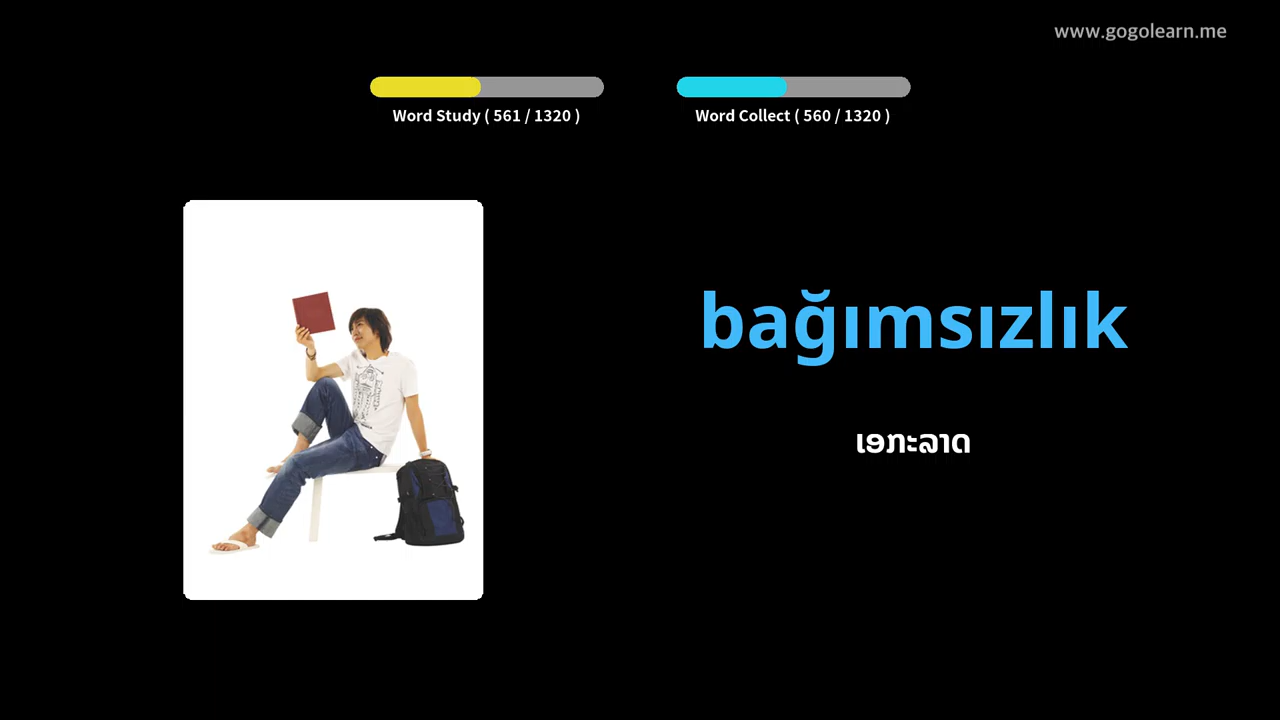 www.gogolearn.me
Word Study ( 561 / 1320 )
Word Collect ( 560 / 1320 )
bağımsızlık
ເອກະລາດ